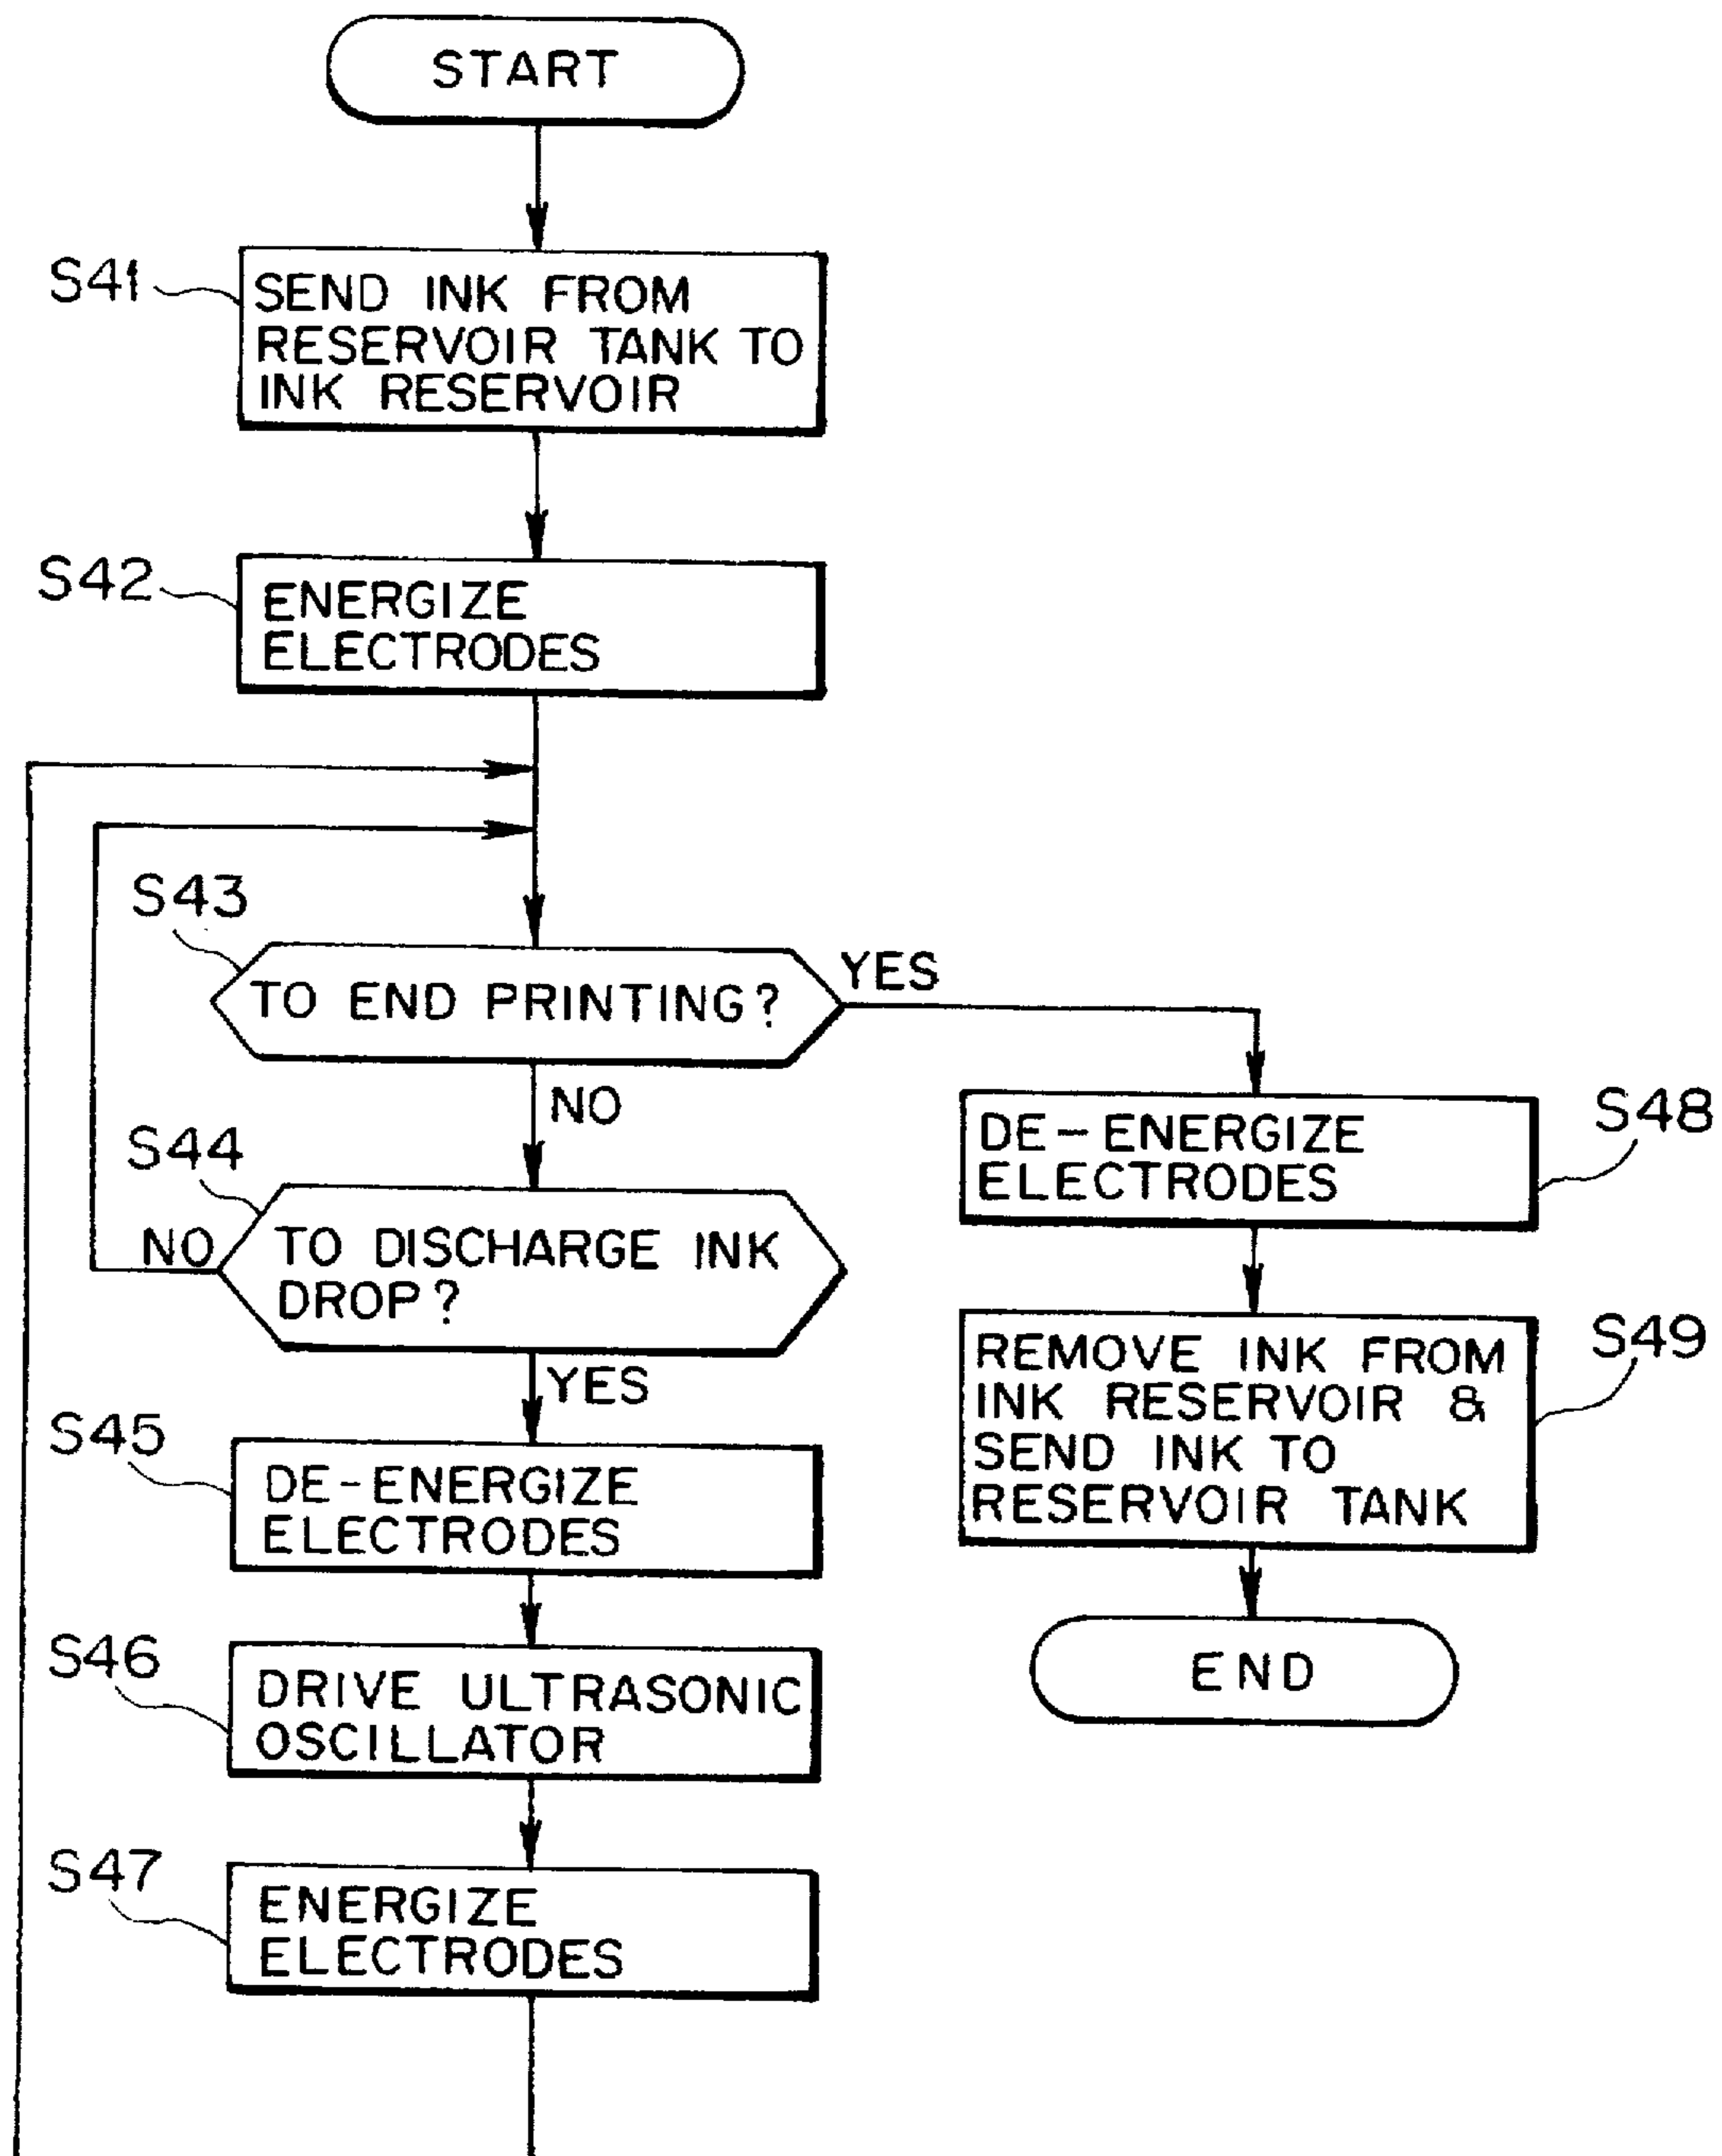 START
S41
SEND INK FROM
RESERVOIR TANK TO
INK RESERVOIR
S42
ENERGIZE
ELECTRODES
S43
TO END PRINTING?
YES
NO
S44
TO DISCHARGE INK
DROP?
NO
YES
S45
DE-ENERGIZE
ELECTRODES
S46
DRIVE ULTRASONIC
OSCILLATOR
S47
ENERGIZE
ELECTRODES
S48
DE-ENERGIZE
ELECTRODES
S49
REMOVE INK FROM
INK RESERVOIR &
SEND INK TO
RESERVOIR TANK
END